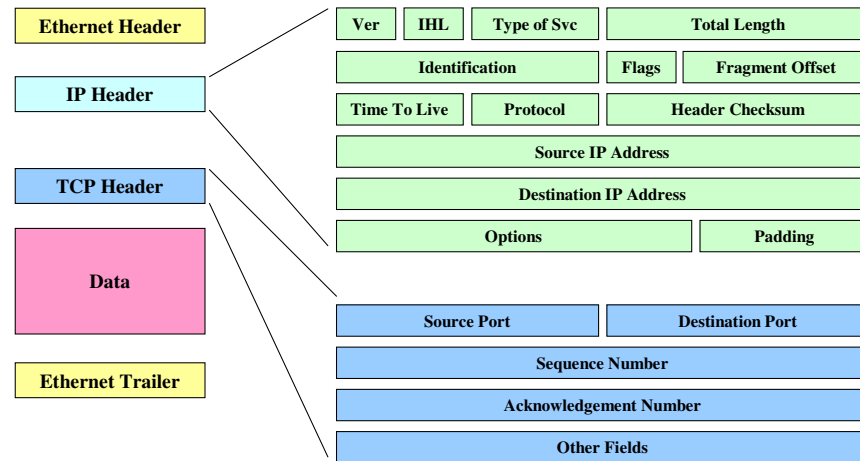 Ethernet Header
IP Header
TCP Header
Data
Ethernet Trailer
Ver IHL Type of Svc Total Length
Identification Flags Fragment Offset
Time To Live Protocol Header Checksum
Source IP Address
Destination IP Address
Options Padding
Source Port Destination Port
Sequence Number
Acknowledgement Number
Other Fields